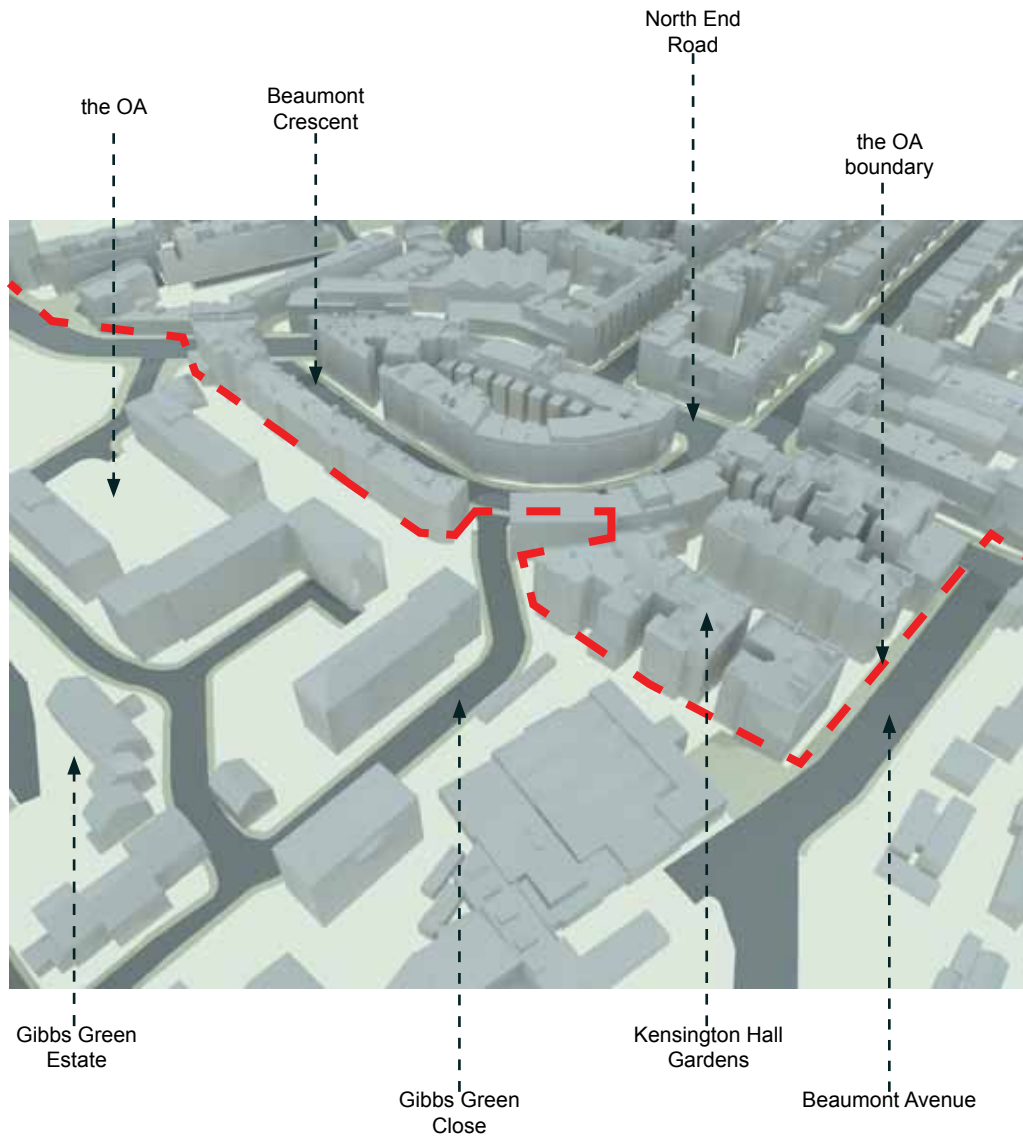 North End
Road
the OA
Beaumont
Crescent
the OA
boundary
Gibbs Green
Estate
Kensington Hall
Gardens
Gibbs Green
Close
Beaumont Avenue